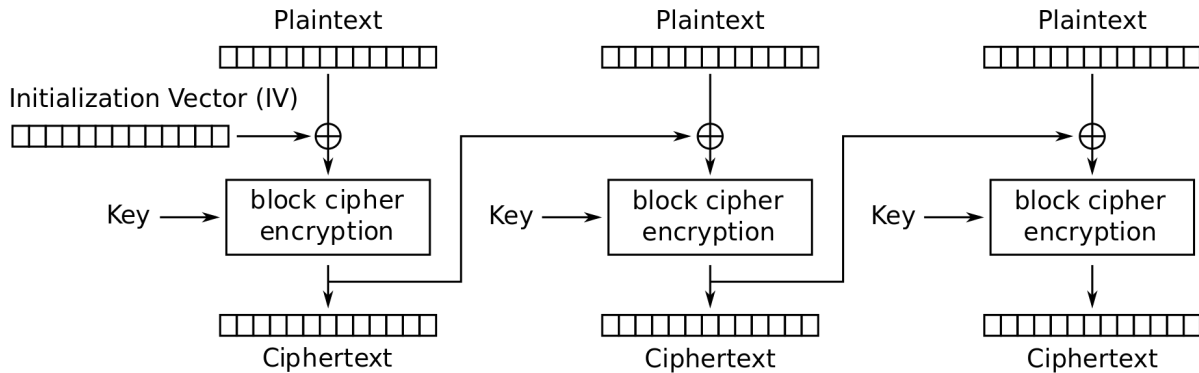 Plaintext
Plaintext
Plaintext
Initialization Vector (IV)
Key
block cipher
encryption
Key
block cipher
encryption
Key
block cipher
encryption
Ciphertext
Ciphertext
Ciphertext